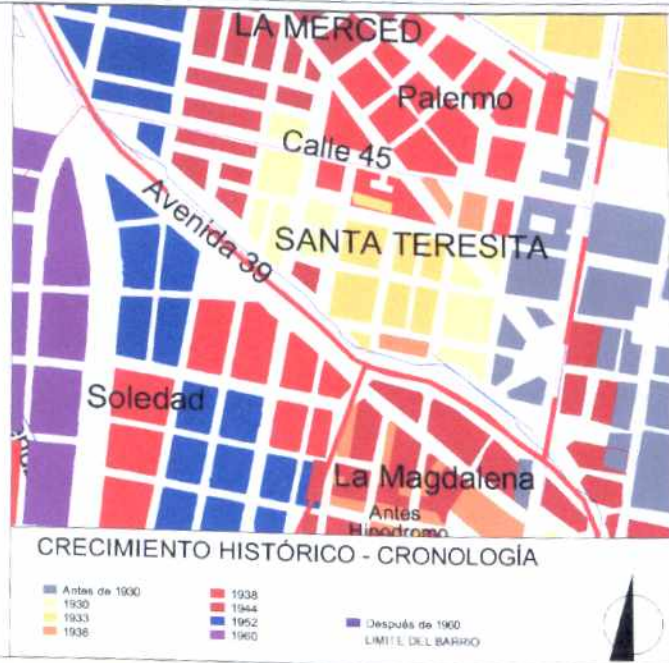 LA MERCED
Palermo
Calle 45
Avenida 39
SANTA TERESITA
Soledad
La Magdalena
Antes
Hipodromo
CRECIMIENTO HISTÓRICO - CRONOLOGÍA
Antes de 1930
1930
1933
1936
1938
1944
1952
1960
Después de 1960
LIMITE DEL BARRIO